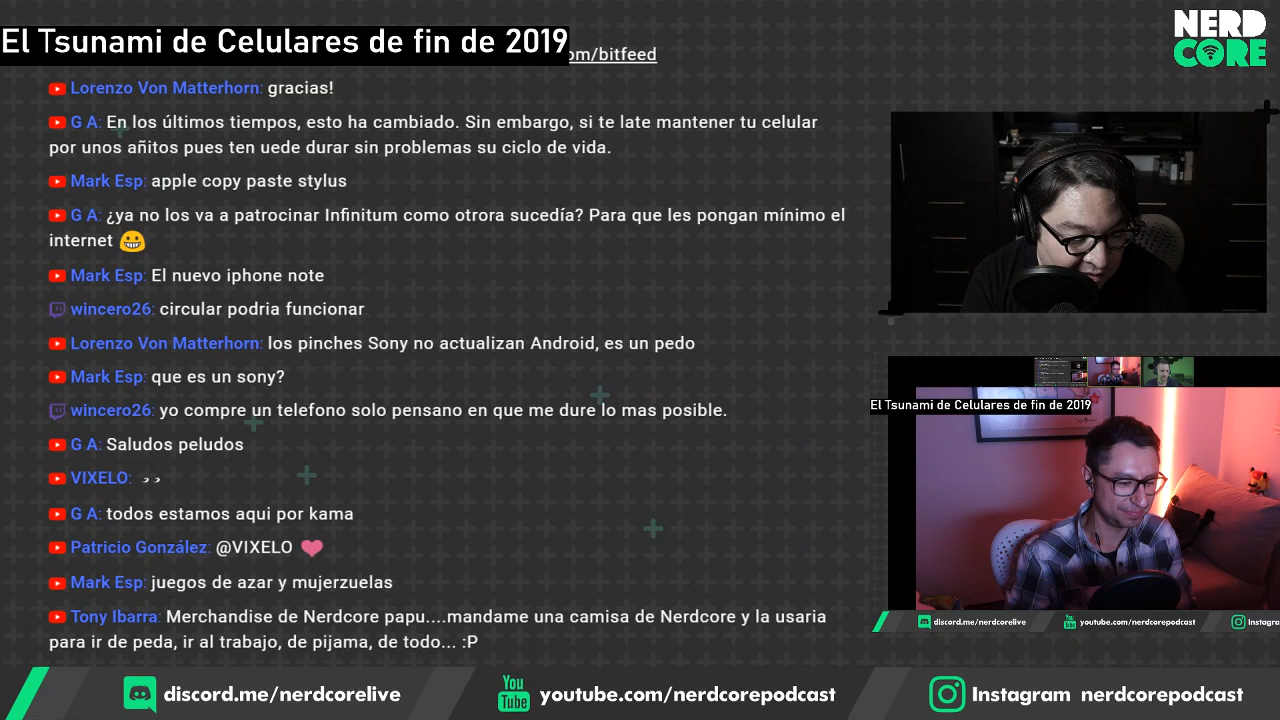 El Tsunami de Celulares de fin de 2019
om/bitfeed
NERD
CORE
Lorenzo Von Matterhorn: gracias!
G A: En los últimos tiempos, esto ha cambiado. Sin embargo, si te late mantener tu celular
por unos añitos pues ten uede durar sin problemas su ciclo de vida.
Mark Esp: apple copy paste stylus
G A: ¿ya no los va a patrocinar Infinitum como otrora sucedía? Para que les pongan mínimo el
internet 😀
Mark Esp: El nuevo iphone note
wincero26: circular podria funcionar
Lorenzo Von Matterhorn: los pinches Sony no actualizan Android, es un pedo
Mark Esp: que es un sony?
wincero26: yo compre un telefono solo pensano en que me dure lo mas posible.
G A: Saludos peludos
VIXELO: 👀
G A: todos estamos aqui por kama
Patricio González: @VIXELO ❤
Mark Esp: juegos de azar y mujerzuelas
Tony Ibarra: Merchandise de Nerdcore papu....mandame una camisa de Nerdcore y la usaria
para ir de peda, ir al trabajo, de pijama, de todo... :P
El Tsunami de Celulares de fin de 2019
discord.me/nerdcorelive
You Tube youtube.com/nerdcorepodcast
Instagra
discord.me/nerdcorelive
You
Tube
youtube.com/nerdcorepodcast
Instagram nerdcorepodcast